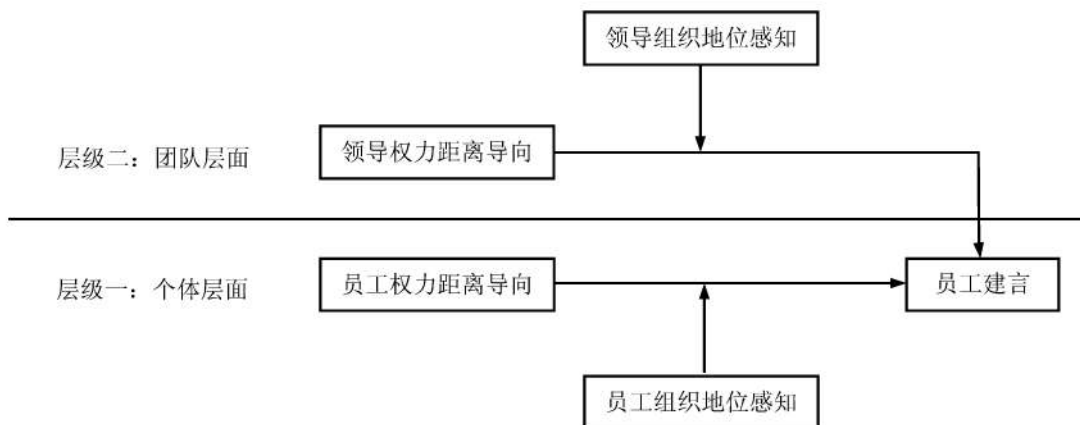 领导组织地位感知
层级二：团队层面
领导权力距离导向
层级一：个体层面
员工权力距离导向
员工建言
员工组织地位感知